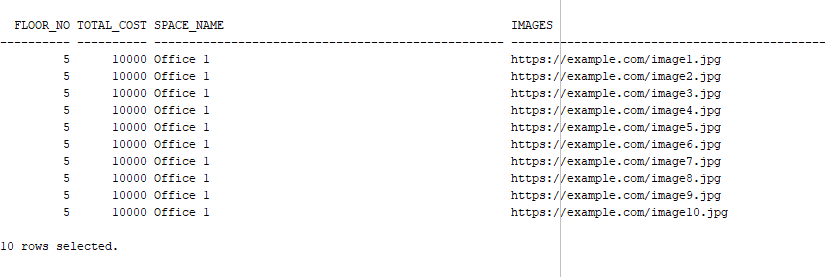 FLOOR_NO TOTAL_COST SPACE_NAME IMAGES
---------- ---------- -------------------------------------------------- ---------------------------------------------
5 10000 Office 1 https://example.com/image1.jpg
5 10000 Office 1 https://example.com/image2.jpg
5 10000 Office 1 https://example.com/image3.jpg
5 10000 Office 1 https://example.com/image4.jpg
5 10000 Office 1 https://example.com/image5.jpg
5 10000 Office 1 https://example.com/image6.jpg
5 10000 Office 1 https://example.com/image7.jpg
5 10000 Office 1 https://example.com/image8.jpg
5 10000 Office 1 https://example.com/image9.jpg
5 10000 Office 1 https://example.com/image10.jpg
10 rows selected.